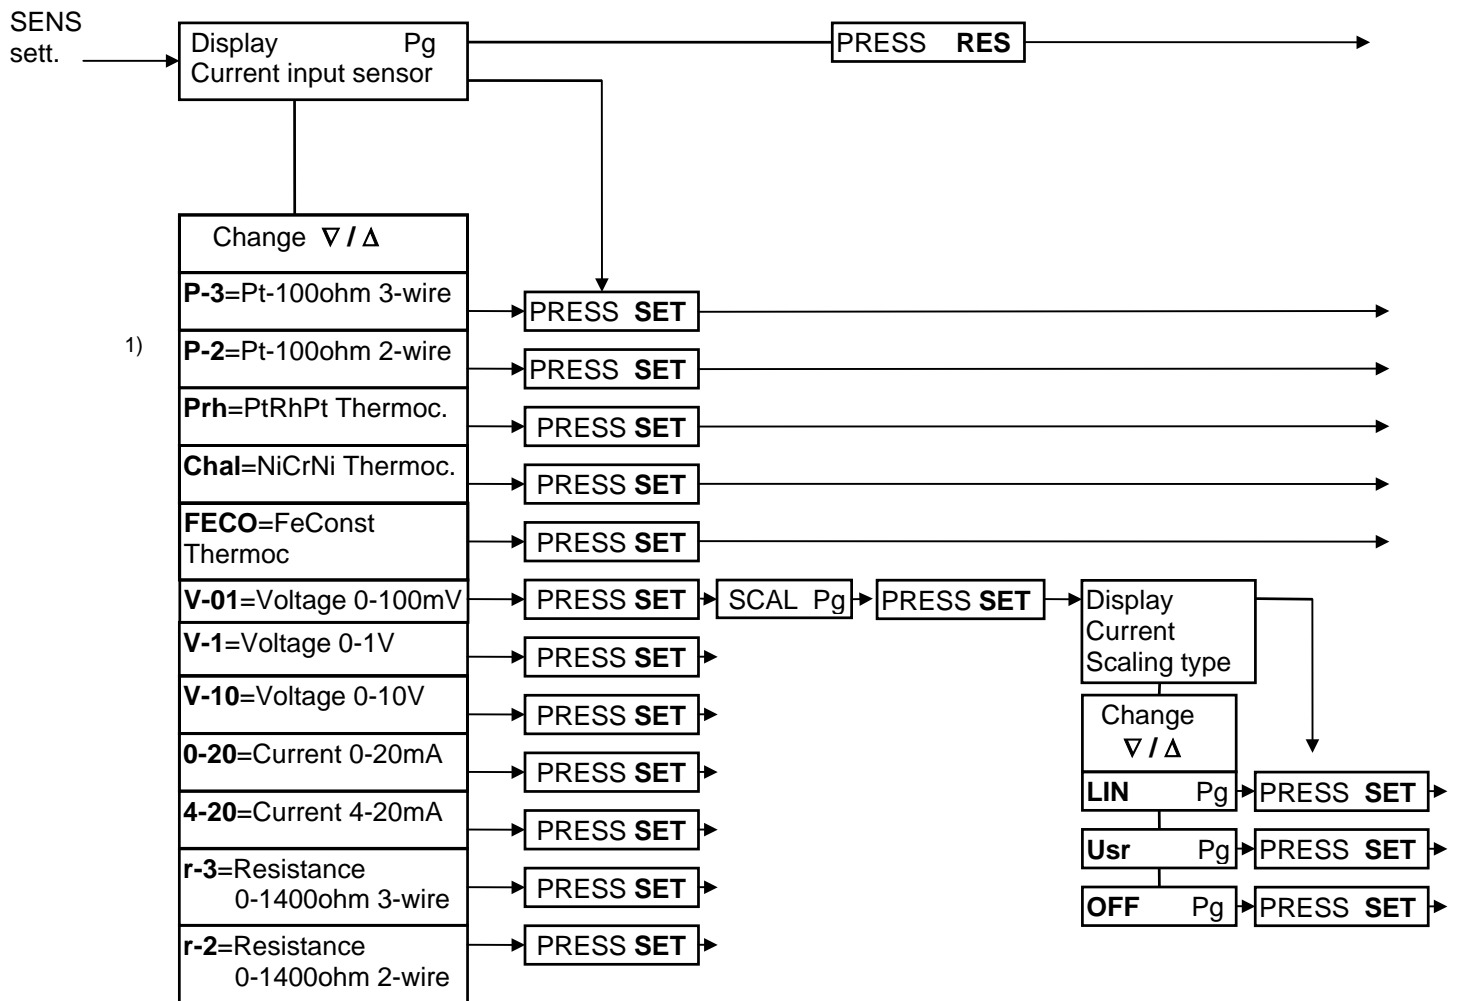 SENS
sett.
Display Pg
Current input sensor
PRESS RES
Change ∇ / Δ
P-3=Pt-100ohm 3-wire
PRESS SET
1)
P-2=Pt-100ohm 2-wire
PRESS SET
Prh=PtRhPt Thermoc.
PRESS SET
Chal=NiCrNi Thermoc.
PRESS SET
FECO=FeConst
Thermoc
PRESS SET
V-01=Voltage 0-100mV
PRESS SET
SCAL Pg
PRESS SET
Display
Current
Scaling type
V-1=Voltage 0-1V
PRESS SET
V-10=Voltage 0-10V
PRESS SET
Change
∇ / Δ
0-20=Current 0-20mA
PRESS SET
LIN Pg
PRESS SET
4-20=Current 4-20mA
PRESS SET
Usr Pg
PRESS SET
r-3=Resistance
0-1400ohm 3-wire
PRESS SET
OFF Pg
PRESS SET
r-2=Resistance
0-1400ohm 2-wire
PRESS SET